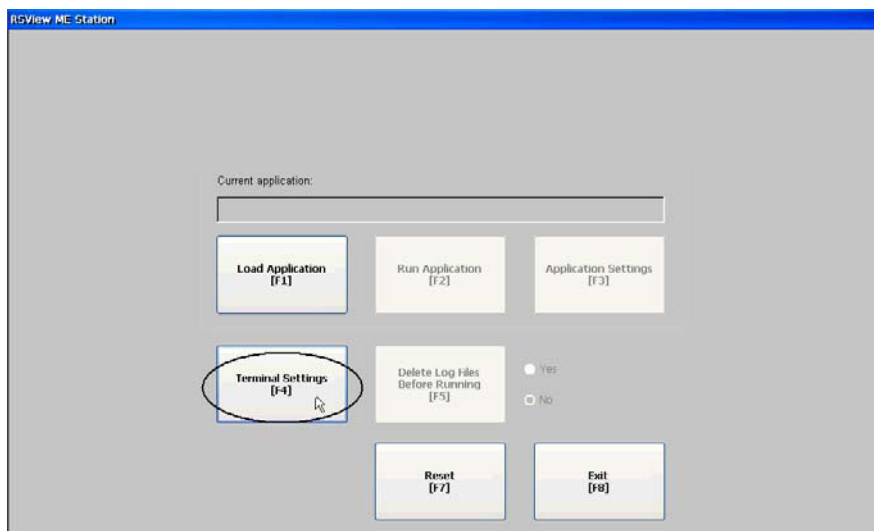 RSView ME Station
Current application:
Load Application
[F1]
Run Application
[F2]
Application Settings
[F3]
Terminal Settings
[F4]
Delete Log Files
Before Running
[F5]
Yes
No
Reset
[F7]
Exit
[F8]